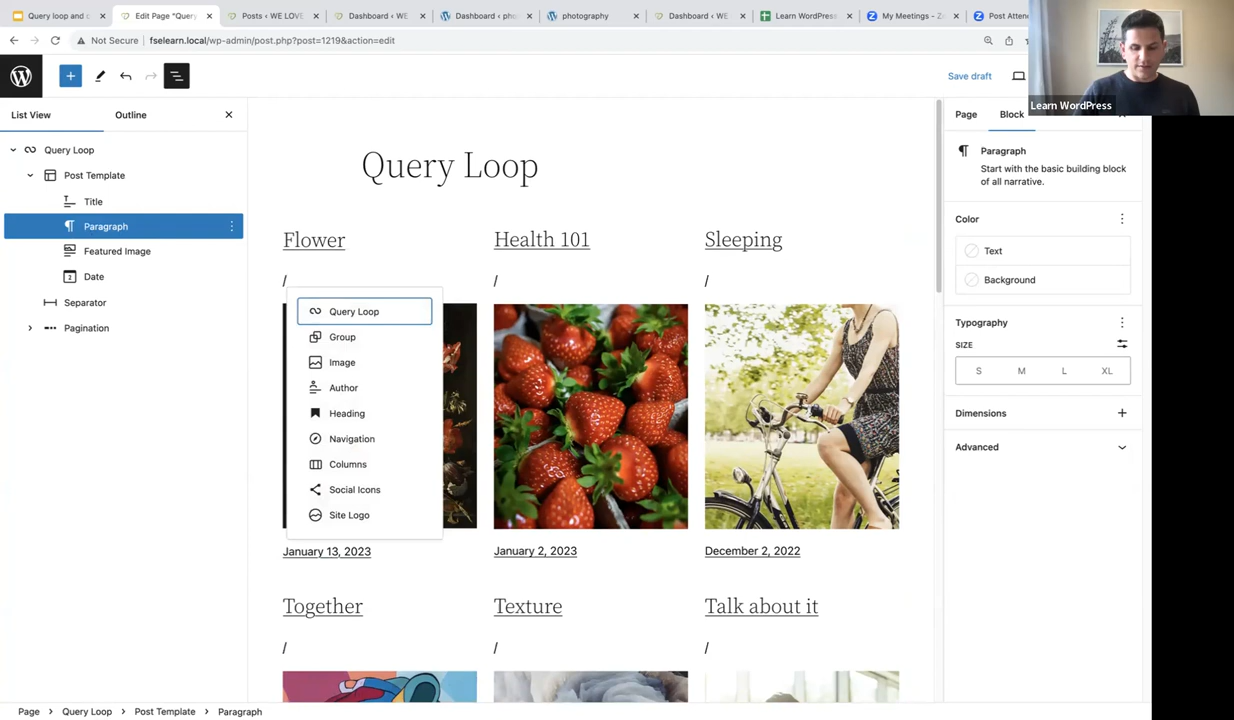 Query loop and c
Edit Page "Query
Posts ‹ WE LOVE
Dashboard ‹ WE
Dashboard ‹ pho
photography
Dashboard ‹ WE
Learn WordPress
My Meetings - Zo
Post Attend
Not Secure fselearn.local/wp-admin/post.php?post=1219&action=edit
Save draft
Learn WordPress
List View Outline
Page Block
Query Loop
Post Template
Title
Paragraph
Featured Image
Date
Separator
Pagination
Query Loop
Flower Health 101 Sleeping
/ / /
Query Loop
Group
Image
Author
Heading
Navigation
Columns
Social Icons
Site Logo
January 13, 2023 January 2, 2023 December 2, 2022
Together Texture Talk about it
/ / /
Paragraph
Start with the basic building block
of all narrative.
Color
Text
Background
Typography
SIZE
S M L XL
Dimensions
Advanced
Page > Query Loop > Post Template > Paragraph